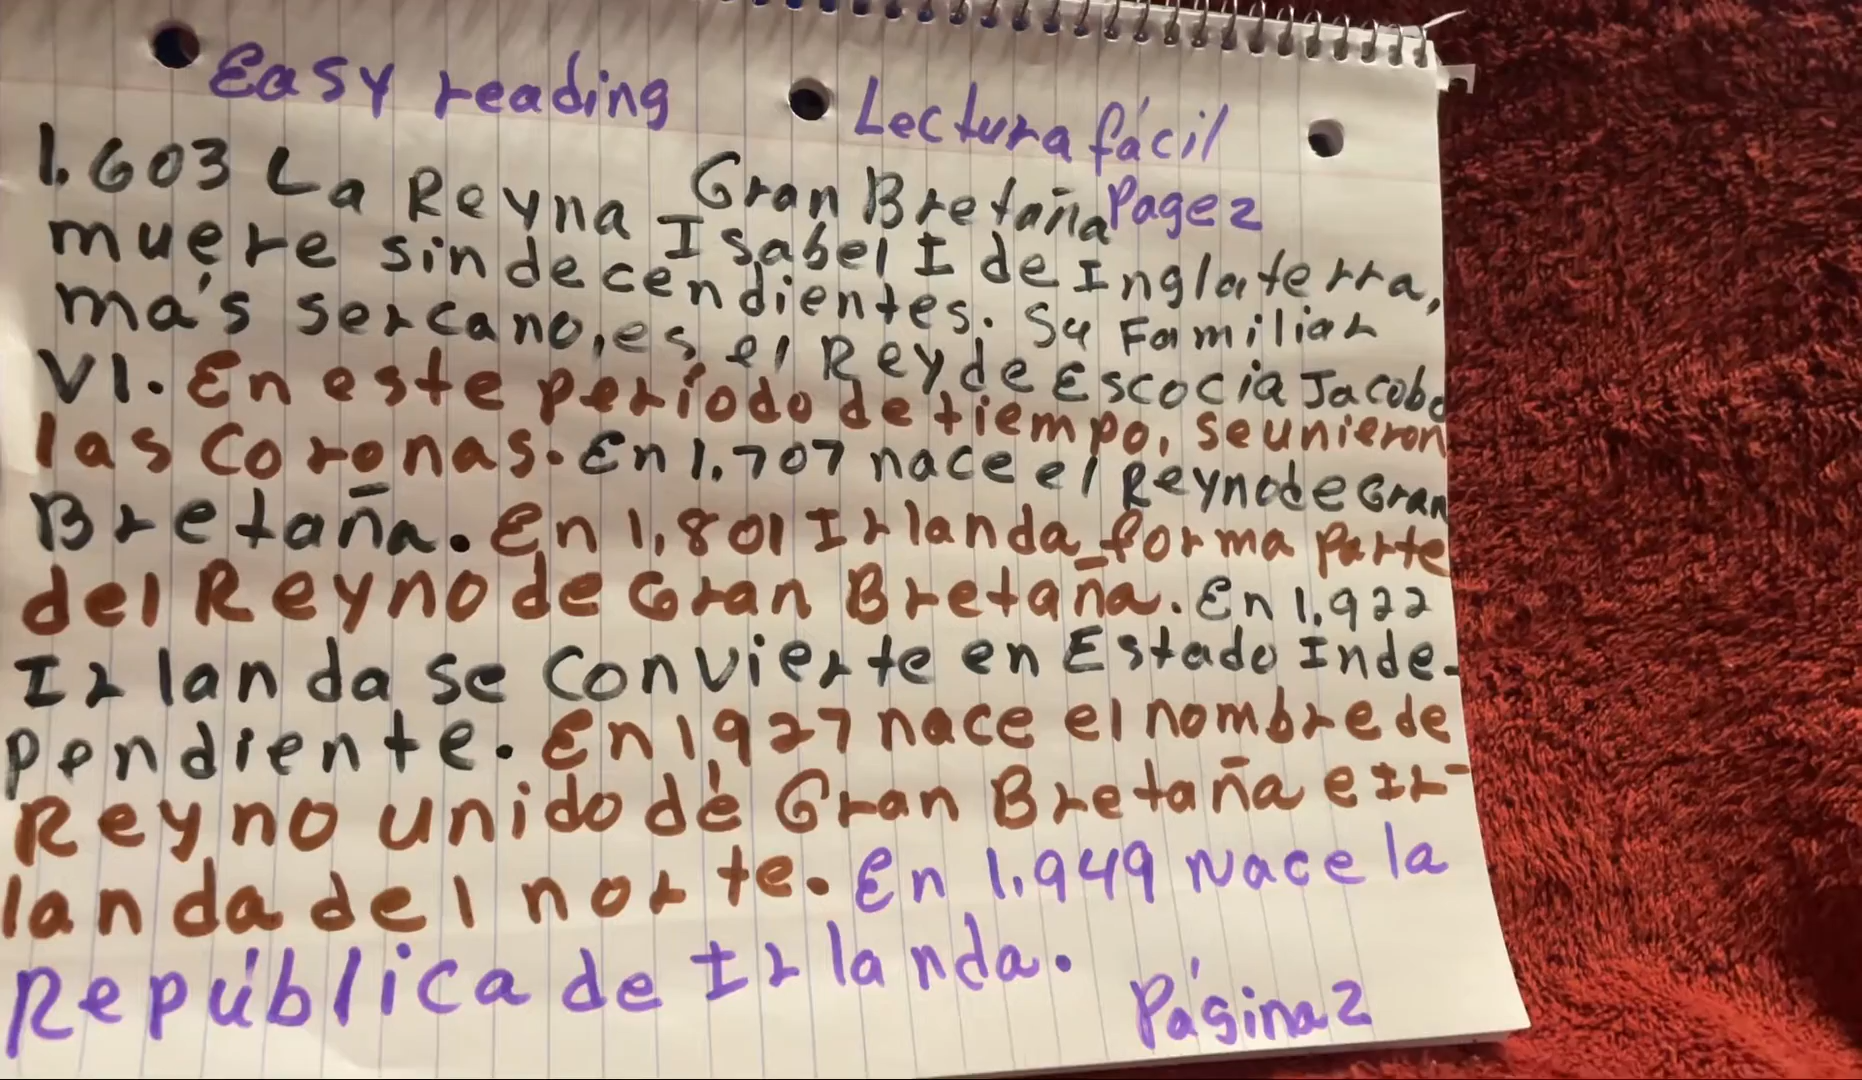 Easy reading Lectura fácil
Gran Bretaña Page 2
1.603 La Reyna Isabel I de Inglaterra,
muere sin decendientes. Su Familiar
más sercano, es el Rey de Escocia Jacobo
VI. En este período de tiempo, se unieron
las Coronas. En 1.707 nace el Reyno de Gran
Bretaña. En 1.801 Irlanda forma parte
del Reyno de Gran Bretaña. En 1.922
Irlanda se convierte en Estado Inde-
pendiente. En 1927 nace el nombre de
Reyno unido de Gran Bretaña e Ir-
landa del norte. En 1.949 Nace la
República de Irlanda.
Página 2